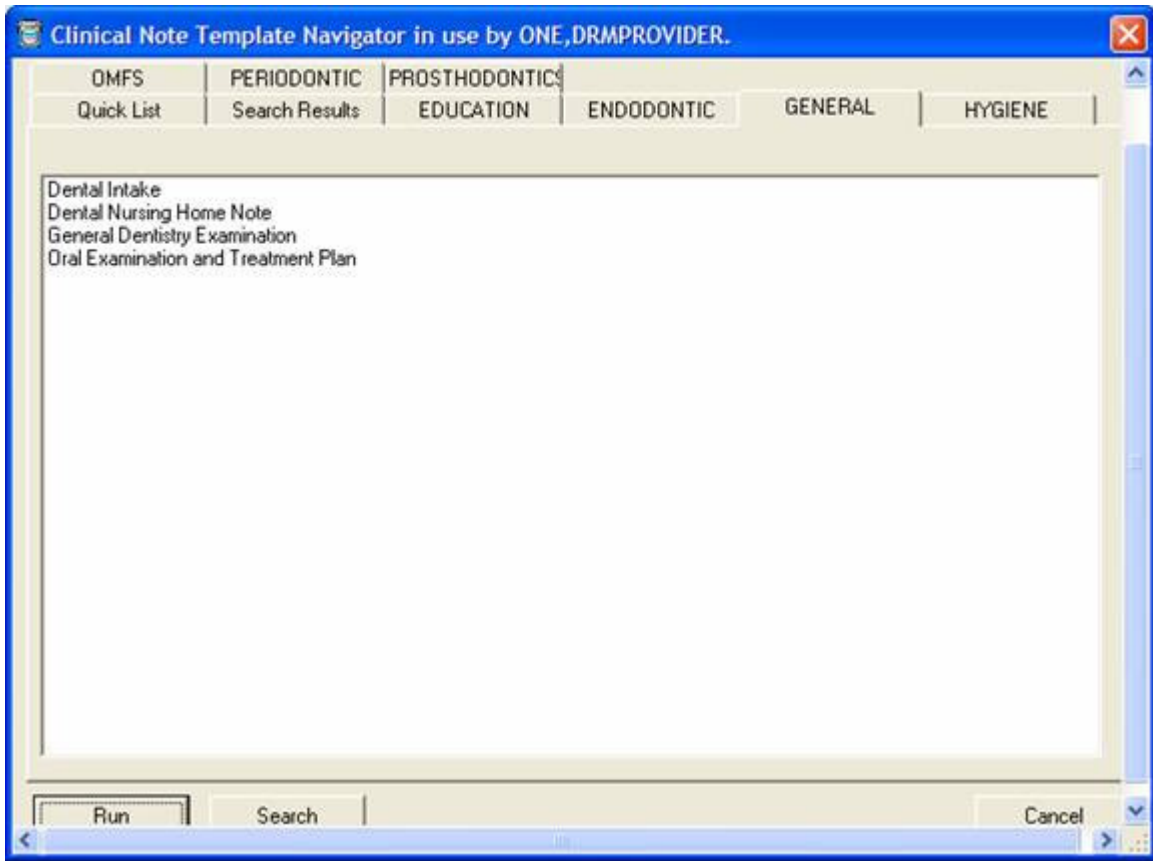 Clinical Note Template Navigator in use by ONE,DRMPROVIDER.
OMFS PERIODONTIC PROSTHODONTICS
Quick List Search Results EDUCATION ENDODONTIC GENERAL HYGIENE
Dental Intake
Dental Nursing Home Note
General Dentistry Examination
Oral Examination and Treatment Plan
Run Search Cancel